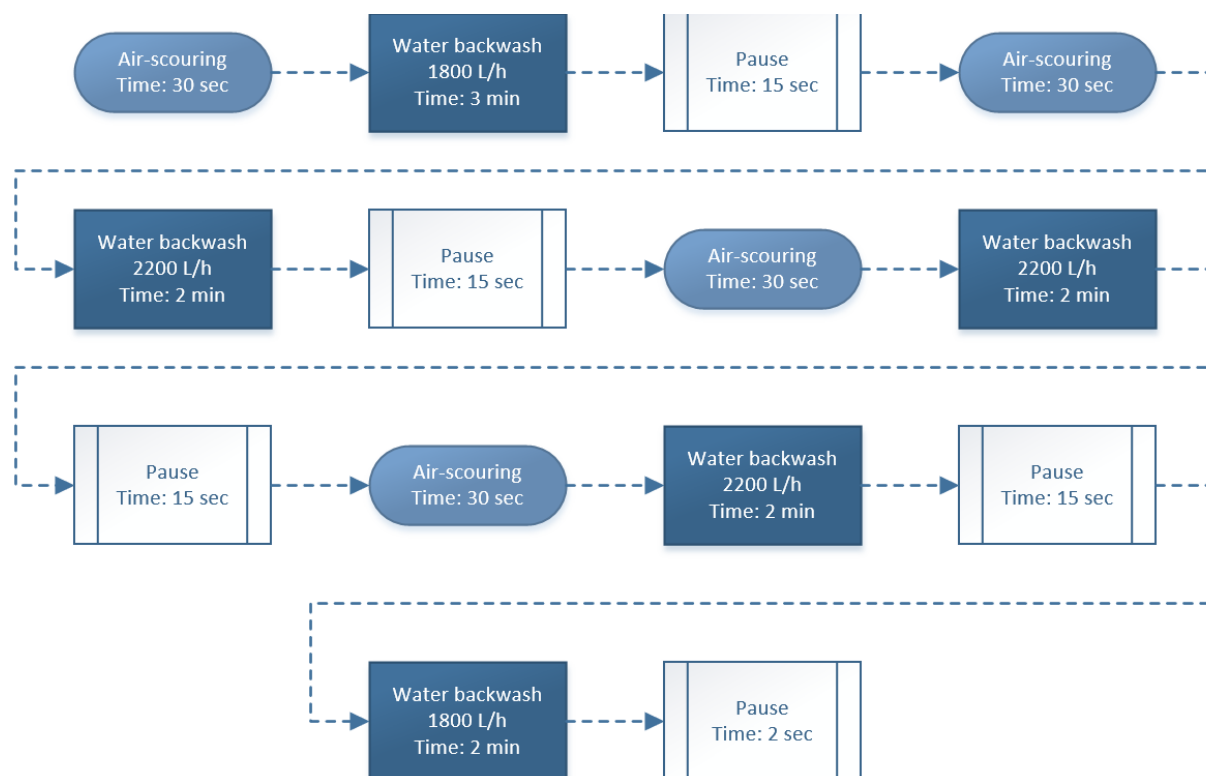 Air-scouring
Time: 30 sec
Water backwash
1800 L/h
Time: 3 min
Pause
Time: 15 sec
Air-scouring
Time: 30 sec
Water backwash
2200 L/h
Time: 2 min
Pause
Time: 15 sec
Air-scouring
Time: 30 sec
Water backwash
2200 L/h
Time: 2 min
Pause
Time: 15 sec
Air-scouring
Time: 30 sec
Water backwash
2200 L/h
Time: 2 min
Pause
Time: 15 sec
Water backwash
1800 L/h
Time: 2 min
Pause
Time: 2 sec